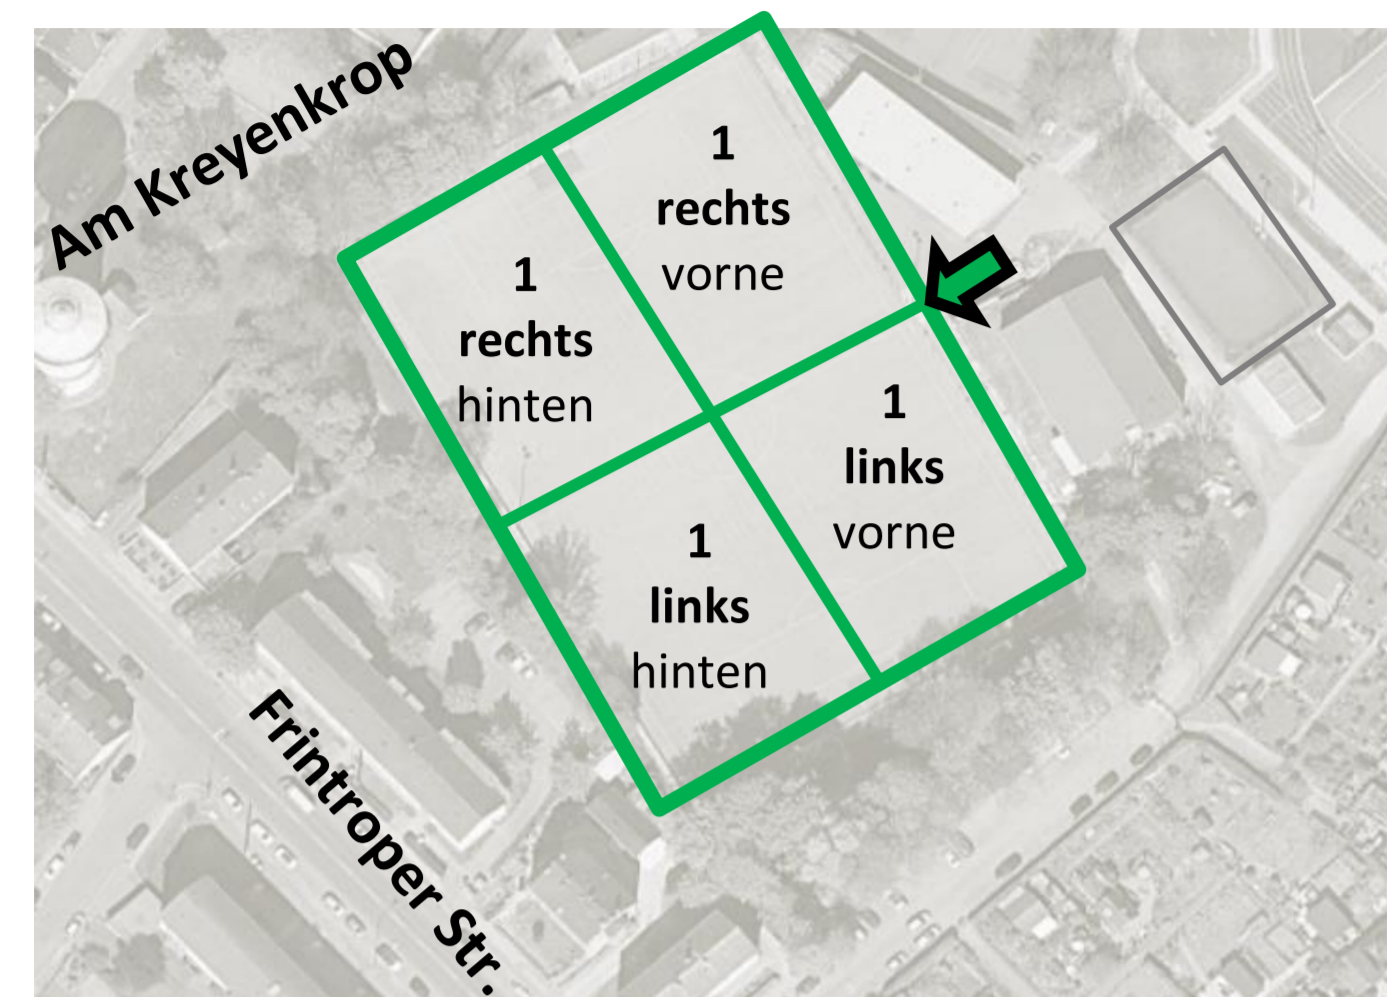 Am Kreyenkrop
1
rechts
vorne
1
rechts
hinten
1
links
vorne
1
links
hinten
Frintroper Str.